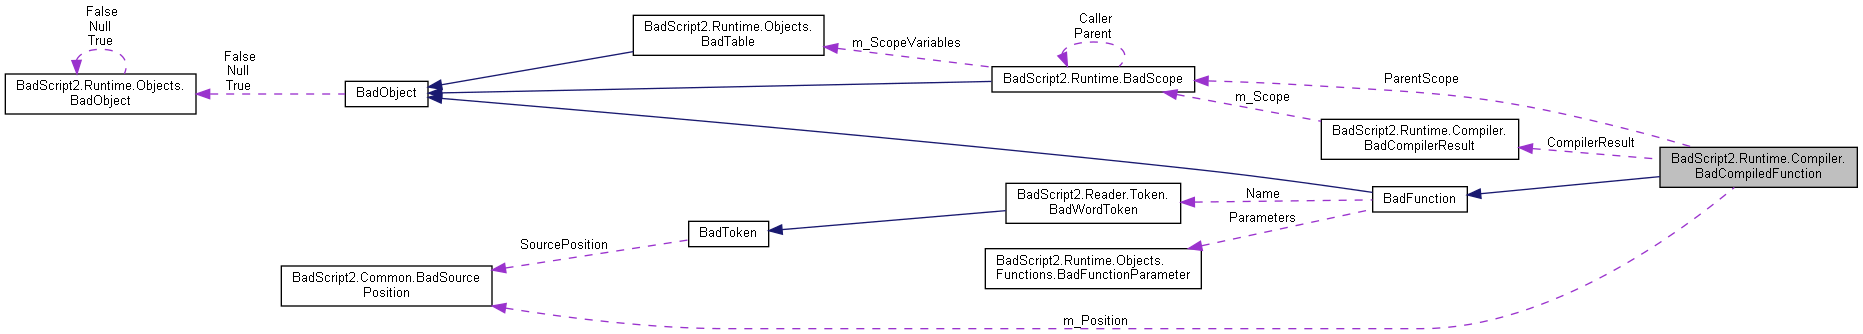 False
Null
True
BadScript2.Runtime.Objects.
BadObject
False
Null
True
BadObject
BadScript2.Runtime.Objects.
BadTable
m_ScopeVariables
Caller
Parent
BadScript2.Runtime.BadScope
ParentScope
m_Scope
BadScript2.Runtime.Compiler.
BadCompilerResult
CompilerResult
BadScript2.Runtime.Compiler.
BadCompiledFunction
BadScript2.Reader.Token.
BadWordToken
Name
BadFunction
Parameters
BadToken
SourcePosition
BadScript2.Runtime.Objects.
Functions.BadFunctionParameter
BadScript2.Common.BadSource
Position
m_Position